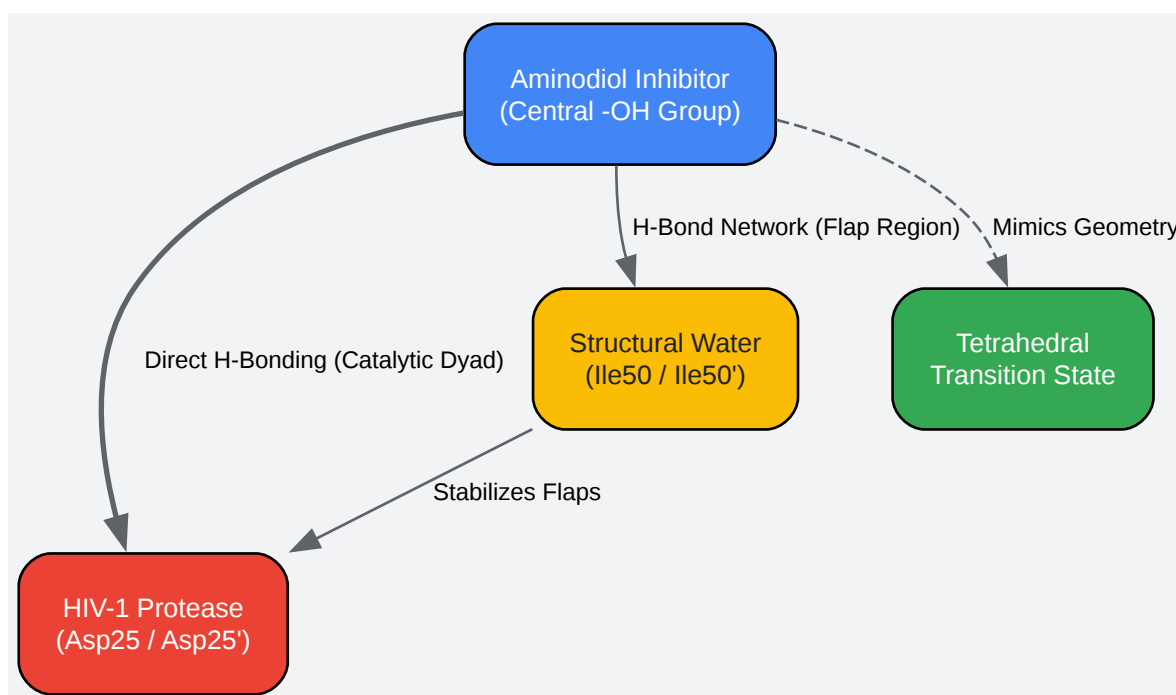 Aminodiol Inhibitor
(Central -OH Group)
H-Bond Network (Flap Region)
Mimics Geometry
Direct H-Bonding (Catalytic Dyad)
Structural Water
(Ile50 / Ile50')
Tetrahedral
Transition State
Stabilizes Flaps
HIV-1 Protease
(Asp25 / Asp25')